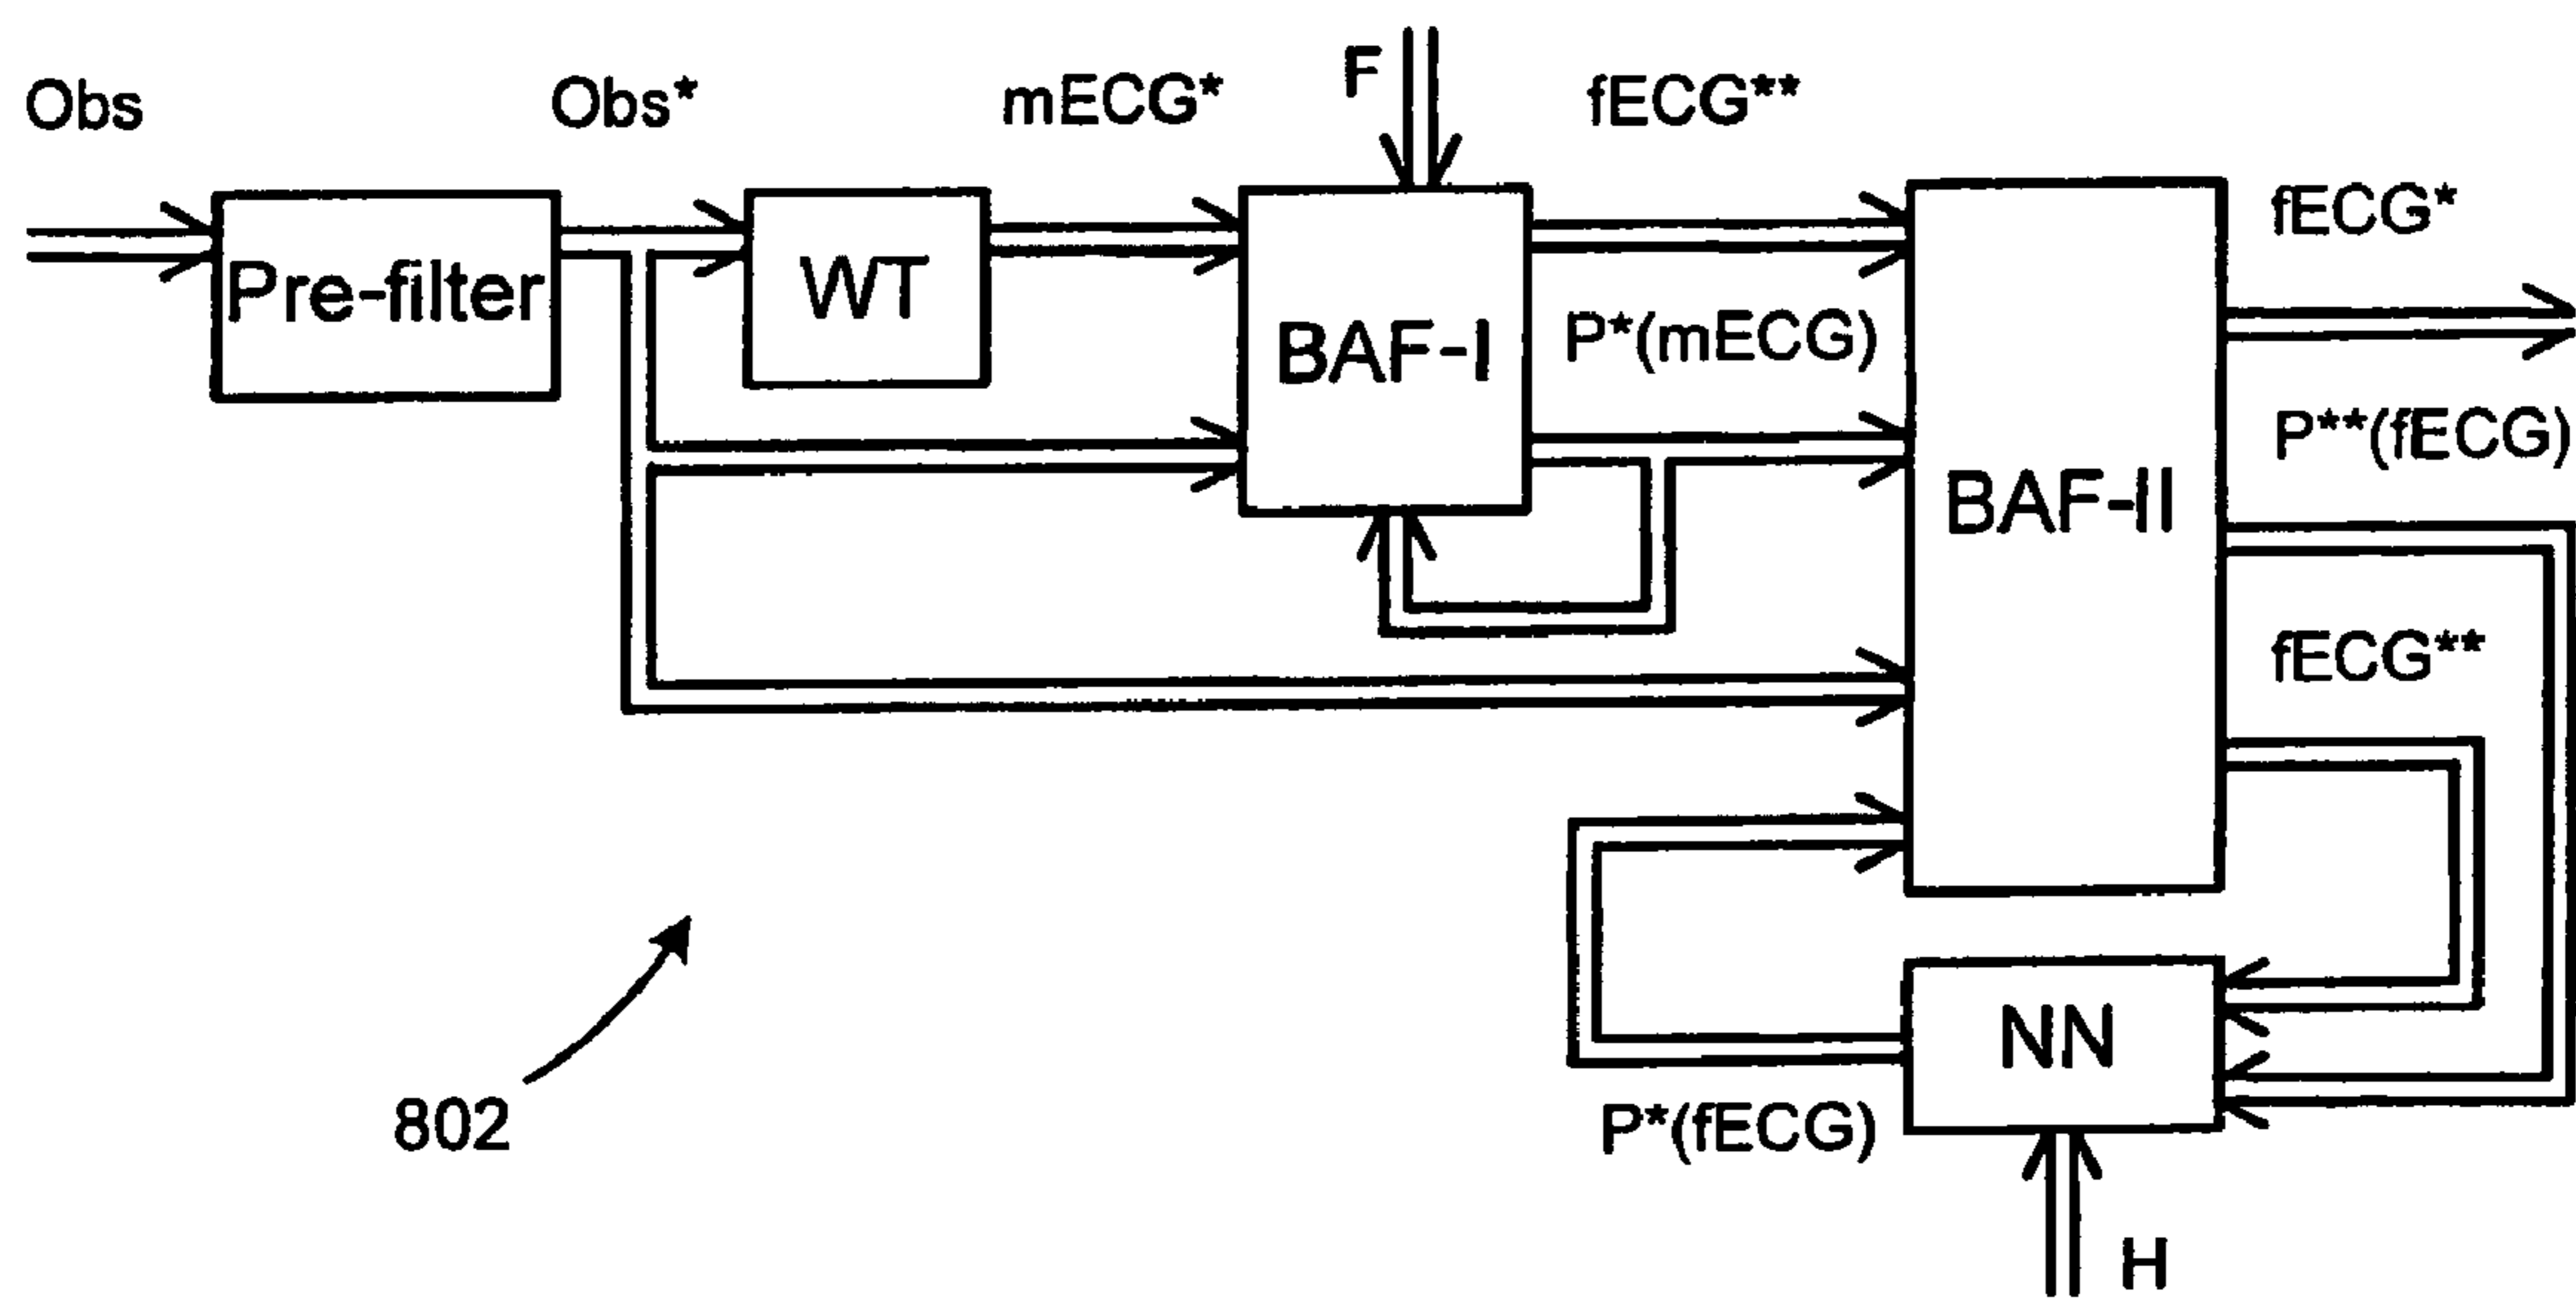 Obs
Obs*
mECG*
F
fECG**
Pre-filter
WT
BAF-I
P*(mECG)
BAF-II
fECG*
P**(fECG)
fECG**
NN
P*(fECG)
802
H